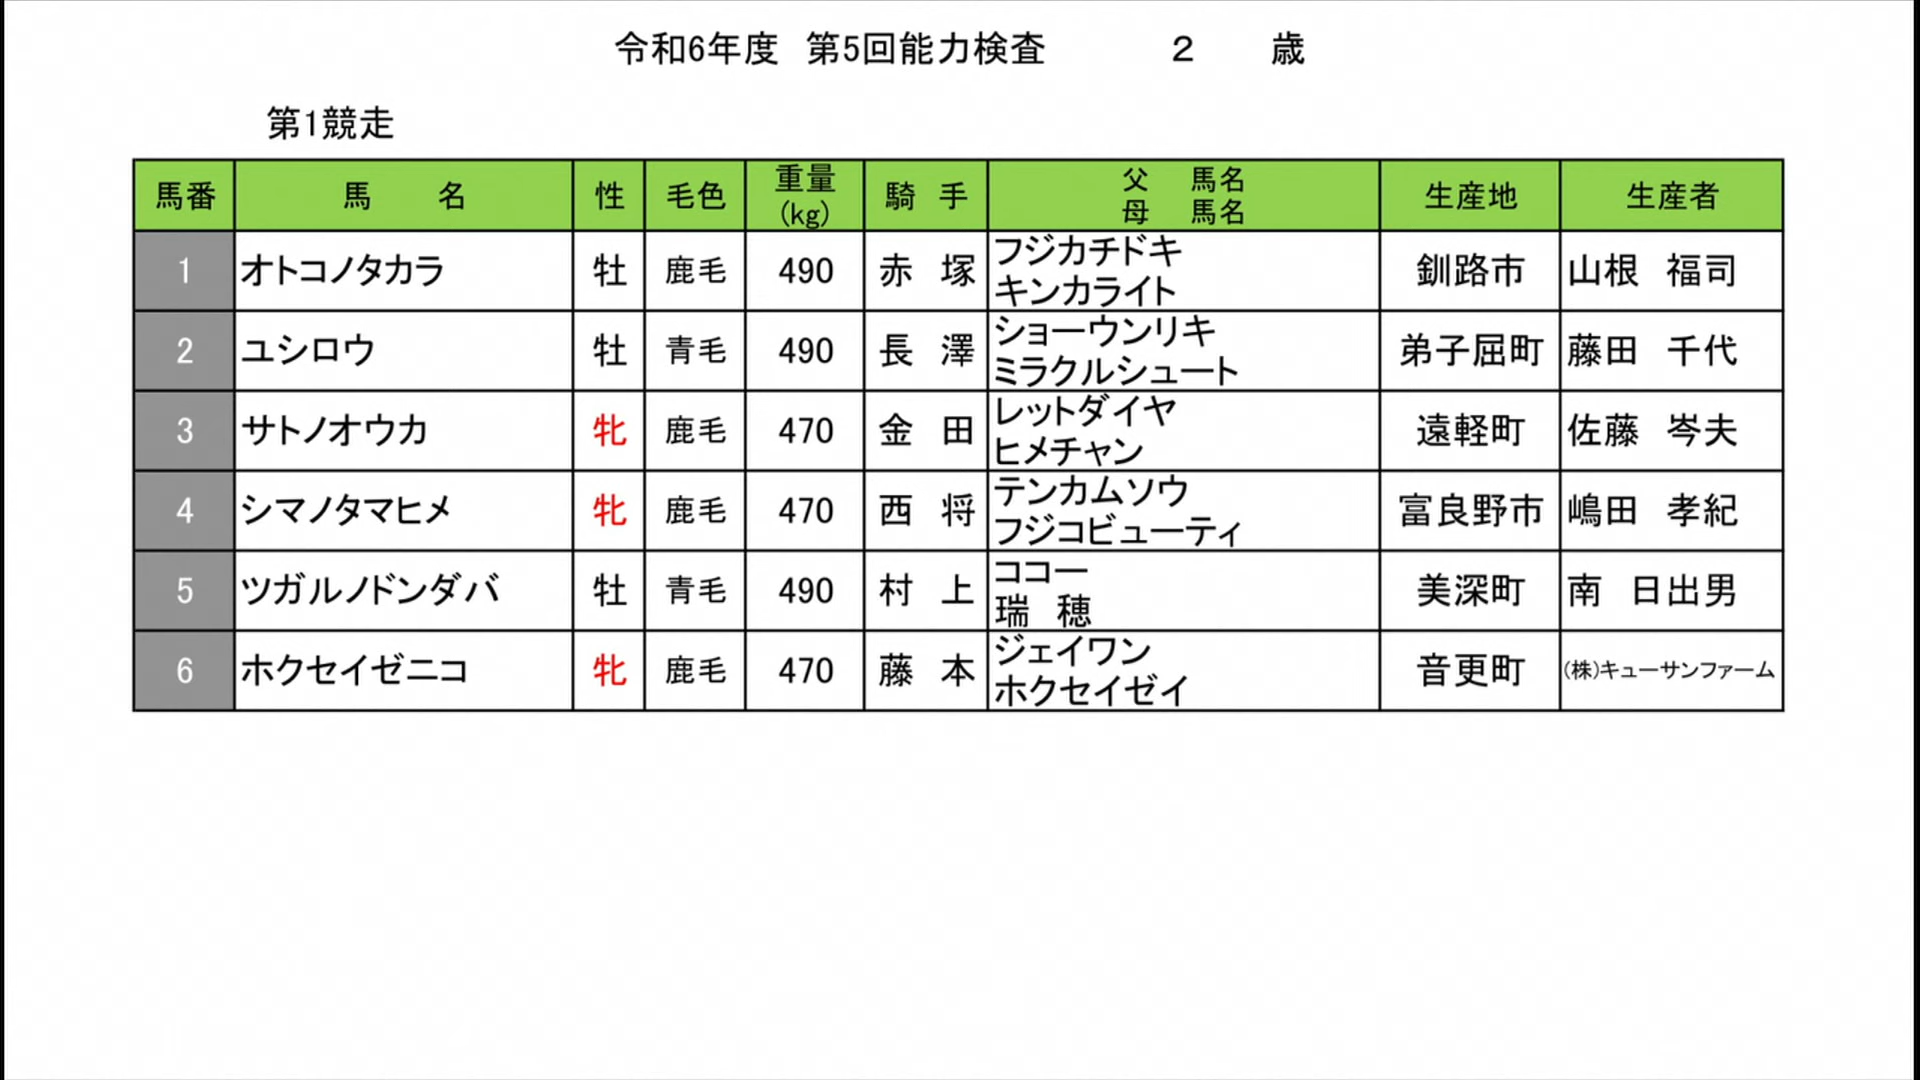 令和6年度 第5回能力検査 2 歳
第1競走
馬番 馬 名 性 毛色 重量(kg) 騎 手 父 馬名 母 馬名 生産地 生産者
1 オトコノタカラ 牡 鹿毛 490 赤 塚 フジカチドキ キンカライト 釧路市 山根 福司
2 ユシロウ 牡 青毛 490 長 澤 ショーウンリキ ミラクルシュート 弟子屈町 藤田 千代
3 サトノオウカ 牝 鹿毛 470 金 田 レットダイヤ ヒメチャン 遠軽町 佐藤 岑夫
4 シマノタマヒメ 牝 鹿毛 470 西 将 テンカムソウ フジコビューティ 富良野市 嶋田 孝紀
5 ツガルノドンダバ 牡 青毛 490 村 上 ココー 瑞 穂 美深町 南 日出男
6 ホクセイゼニコ 牝 鹿毛 470 藤 本 ジェイワン ホクセイゼイ 音更町 (株)キューサンファーム